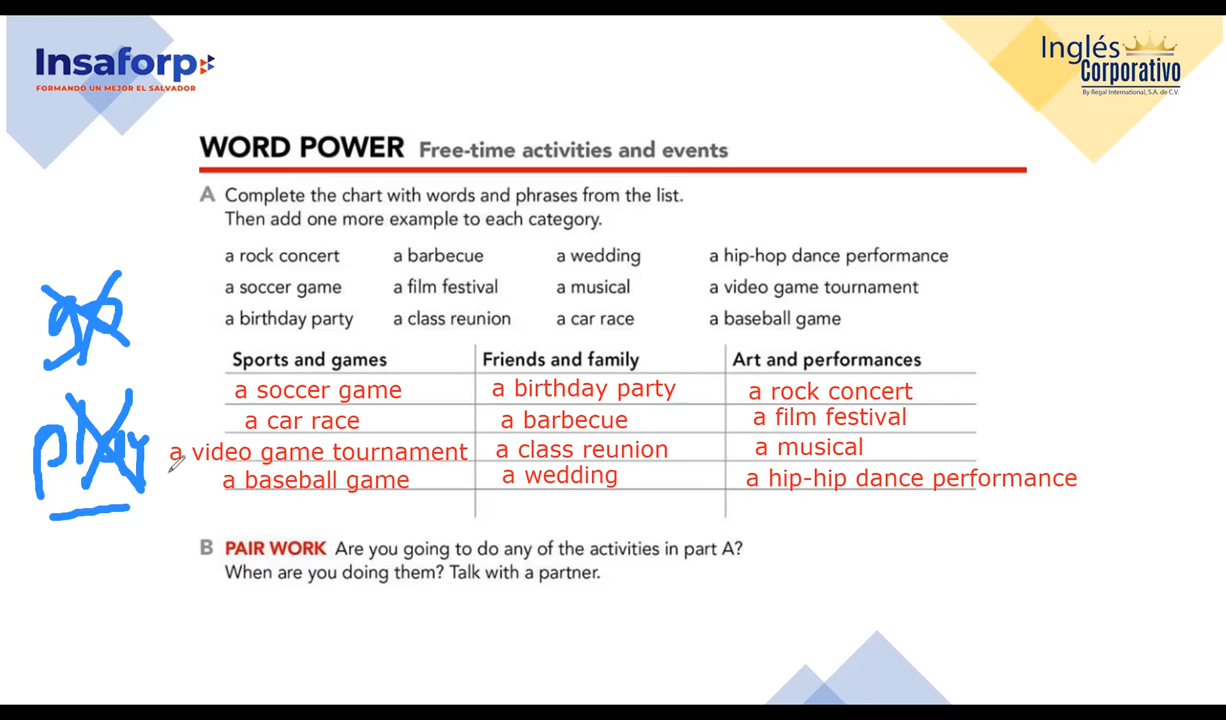 Insaforp
FORMANDO UN MEJOR EL SALVADOR
Inglés
Corporativo
By Regal International, S.A. de C.V.
WORD POWER Free-time activities and events
A Complete the chart with words and phrases from the list.
Then add one more example to each category.
a rock concert a barbecue a wedding a hip-hop dance performance
a soccer game a film festival a musical a video game tournament
a birthday party a class reunion a car race a baseball game
Sports and games Friends and family Art and performances
a soccer game a birthday party a rock concert
a car race a barbecue a film festival
a video game tournament a class reunion a musical
a baseball game a wedding a hip-hip dance performance
go
play
B PAIR WORK Are you going to do any of the activities in part A?
When are you doing them? Talk with a partner.